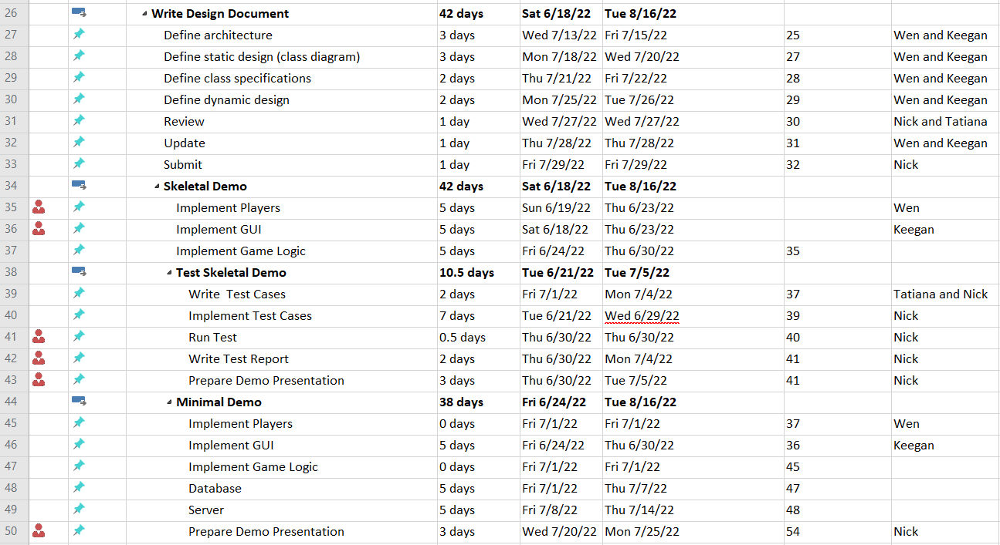 26 Write Design Document 42 days Sat 6/18/22 Tue 8/16/22
27 Define architecture 3 days Wed 7/13/22 Fri 7/15/22 25 Wen and Keegan
28 Define static design (class diagram) 3 days Mon 7/18/22 Wed 7/20/22 27 Wen and Keegan
29 Define class specifications 2 days Thu 7/21/22 Fri 7/22/22 28 Wen and Keegan
30 Define dynamic design 2 days Mon 7/25/22 Tue 7/26/22 29 Wen and Keegan
31 Review 1 day Wed 7/27/22 Wed 7/27/22 30 Nick and Tatiana
32 Update 1 day Thu 7/28/22 Thu 7/28/22 31 Wen and Keegan
33 Submit 1 day Fri 7/29/22 Fri 7/29/22 32 Nick
34 Skeletal Demo 42 days Sat 6/18/22 Tue 8/16/22
35 Implement Players 5 days Sun 6/19/22 Thu 6/23/22 Wen
36 Implement GUI 5 days Sat 6/18/22 Thu 6/23/22 Keegan
37 Implement Game Logic 5 days Fri 6/24/22 Thu 6/30/22 35
38 Test Skeletal Demo 10.5 days Tue 6/21/22 Tue 7/5/22
39 Write Test Cases 2 days Fri 7/1/22 Mon 7/4/22 37 Tatiana and Nick
40 Implement Test Cases 7 days Tue 6/21/22 Wed 6/29/22 39 Nick
41 Run Test 0.5 days Thu 6/30/22 Thu 6/30/22 40 Nick
42 Write Test Report 2 days Thu 6/30/22 Mon 7/4/22 41 Nick
43 Prepare Demo Presentation 3 days Thu 6/30/22 Tue 7/5/22 41 Nick
44 Minimal Demo 38 days Fri 6/24/22 Tue 8/16/22
45 Implement Players 0 days Fri 7/1/22 Fri 7/1/22 37 Wen
46 Implement GUI 5 days Fri 6/24/22 Thu 6/30/22 36 Keegan
47 Implement Game Logic 0 days Fri 7/1/22 Fri 7/1/22 45
48 Database 5 days Fri 7/1/22 Thu 7/7/22 47
49 Server 5 days Fri 7/8/22 Thu 7/14/22 48
50 Prepare Demo Presentation 3 days Wed 7/20/22 Mon 7/25/22 54 Nick